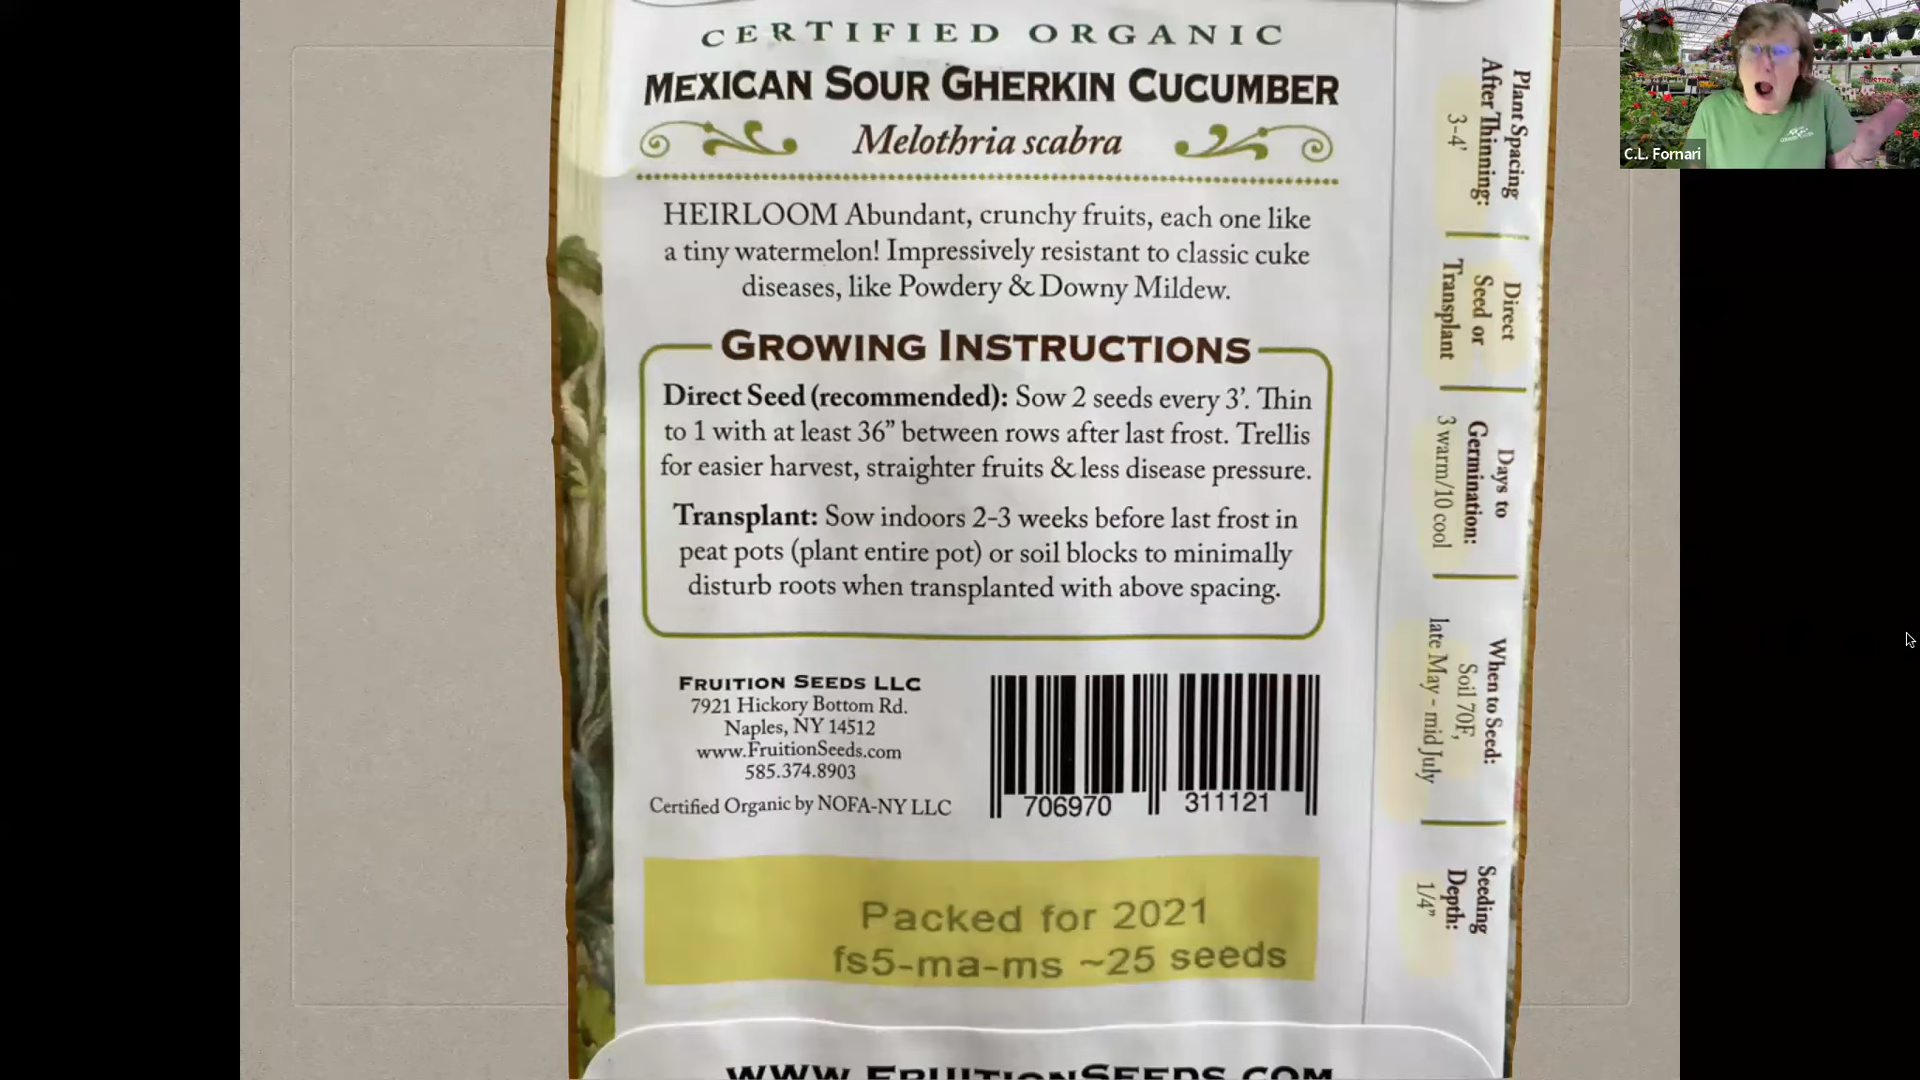 CERTIFIED ORGANIC
MEXICAN SOUR GHERKIN CUCUMBER
Melothria scabra
HEIRLOOM Abundant, crunchy fruits, each one like
a tiny watermelon! Impressively resistant to classic cuke
diseases, like Powdery & Downy Mildew.
GROWING INSTRUCTIONS
Direct Seed (recommended): Sow 2 seeds every 3’. Thin
to 1 with at least 36” between rows after last frost. Trellis
for easier harvest, straighter fruits & less disease pressure.
Transplant: Sow indoors 2-3 weeks before last frost in
peat pots (plant entire pot) or soil blocks to minimally
disturb roots when transplanted with above spacing.
FRUITION SEEDS LLC
7921 Hickory Bottom Rd.
Naples, NY 14512
www.FruitionSeeds.com
585.374.8903
Certified Organic by NOFA-NY LLC
706970 311121
Packed for 2021
fs5-ma-ms ~25 seeds
WWW.FRUITIONSEEDS.COM
Plant Spacing
After Thinning:
3-4’
Direct
Seed or
Transplant
Days to
Germination:
3 warm/10 cool
When to Seed:
Soil 70F,
late May - mid July
Seeding
Depth:
1/4”
C.L. Fornari